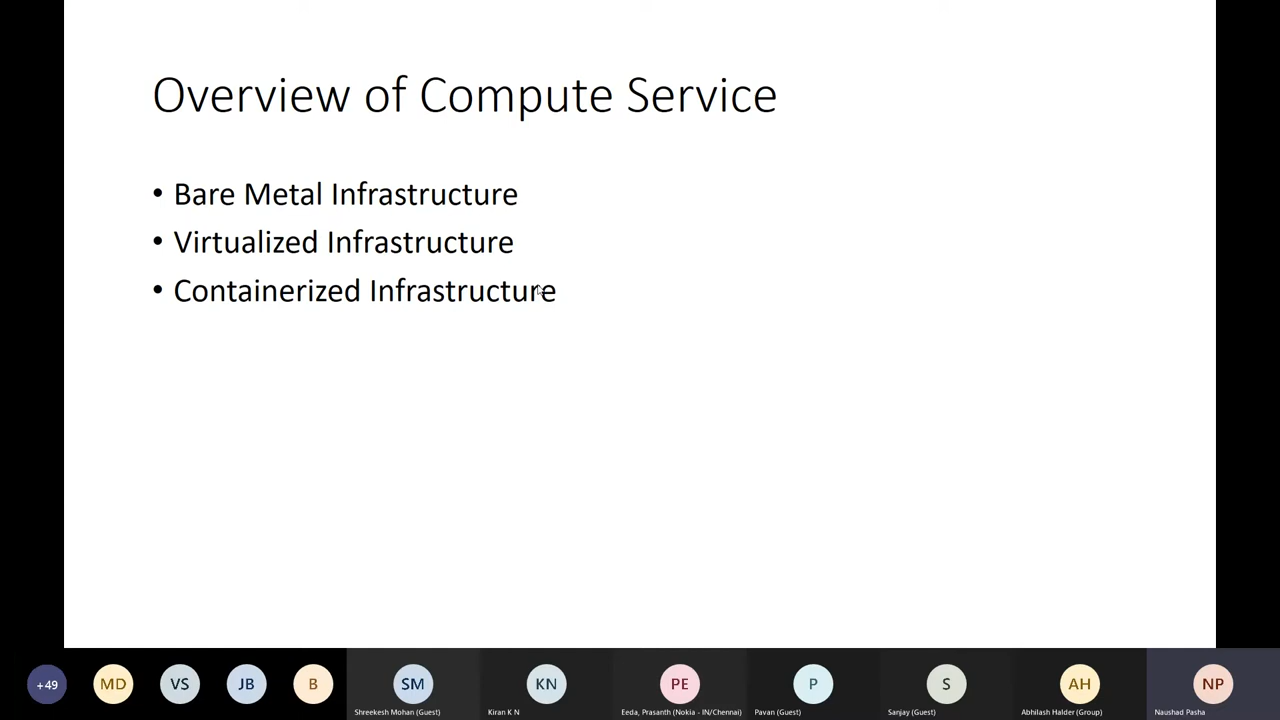 Overview of Compute Service
• Bare Metal Infrastructure
• Virtualized Infrastructure
• Containerized Infrastructure
+49
MD
VS
JB
B
SM
KN
PE
P
S
AH
NP
Shreekesh Mohan (Guest)
Kiran K N
Eeda, Prasanth (Nokia - IN/Chennai)
Pavan (Guest)
Sanjay (Guest)
Abhilash Halder (Group)
Naushad Pasha